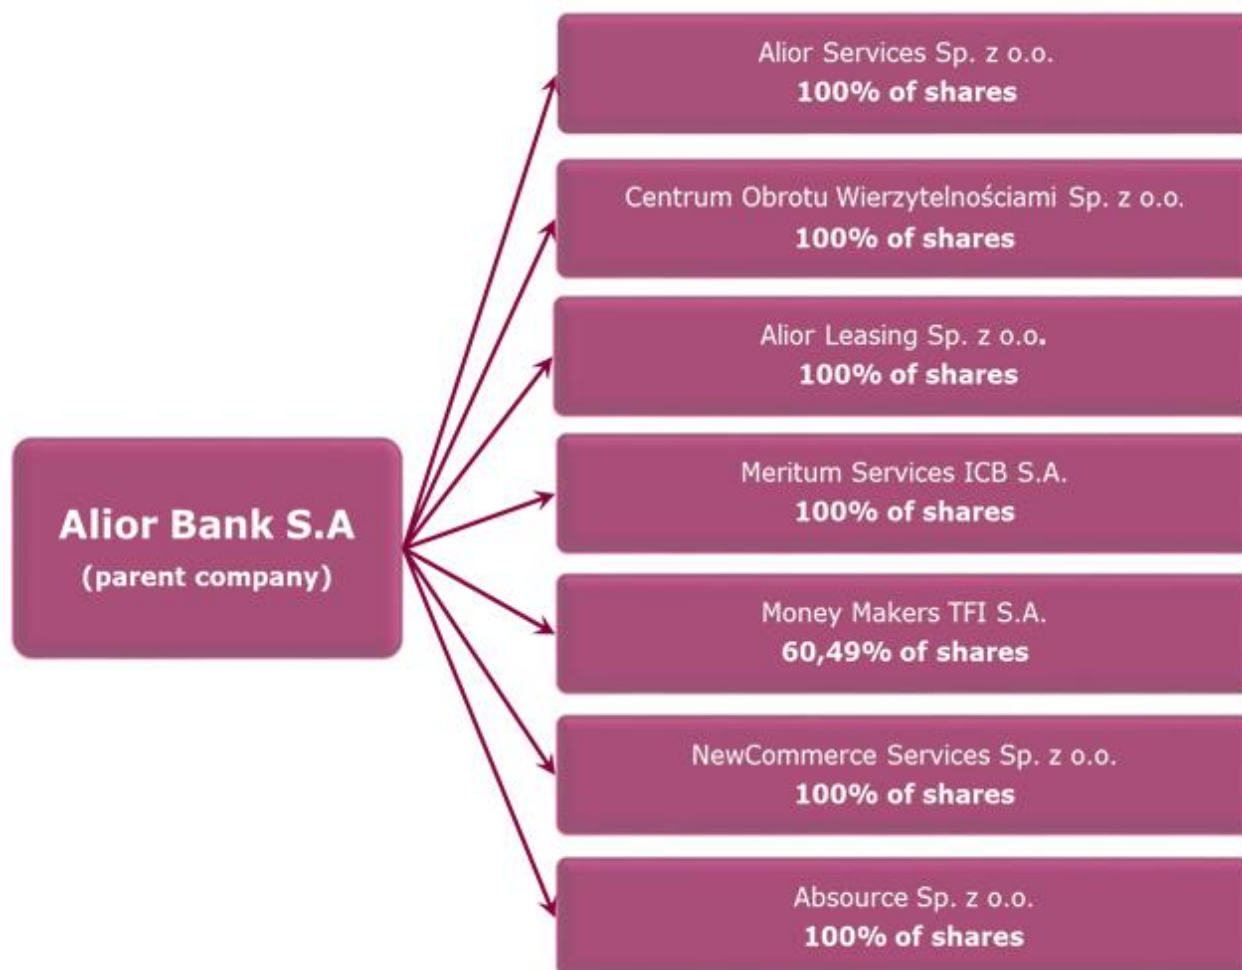 Alior Bank S.A
(parent company)
Alior Services Sp. z o.o.
100% of shares
Centrum Obrotu Wierzytelnościami Sp. z o.o.
100% of shares
Alior Leasing Sp. z o.o.
100% of shares
Meritum Services ICB S.A.
100% of shares
Money Makers TFI S.A.
60,49% of shares
NewCommerce Services Sp. z o.o.
100% of shares
Absource Sp. z o.o.
100% of shares